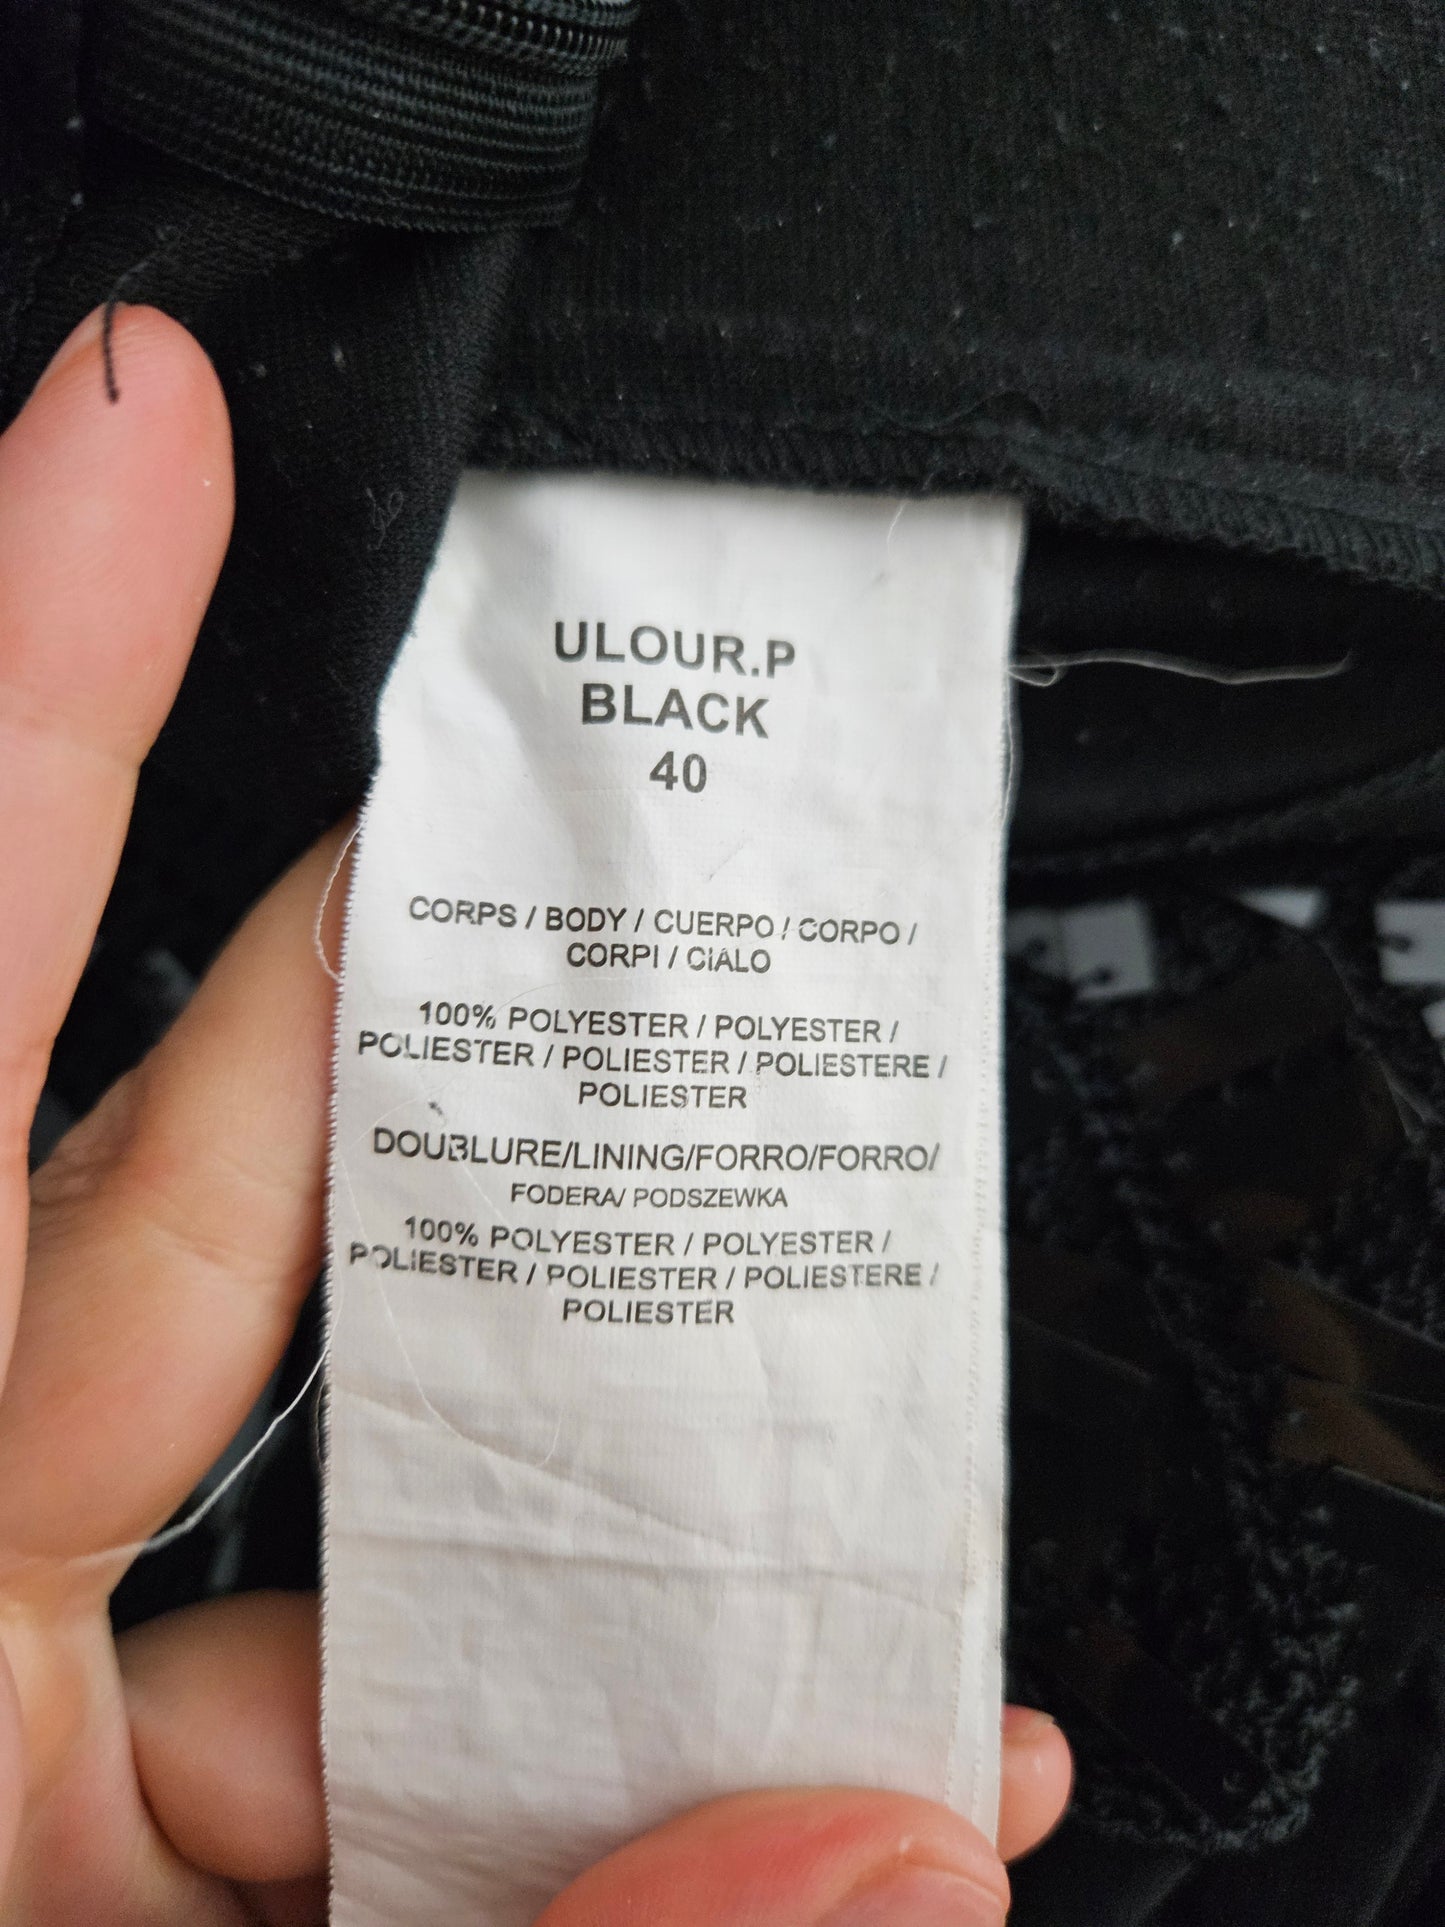 ULOUR.P
BLACK
40
CORPS / BODY / CUERPO / CORPO /
CORPI / CIALO
100% POLYESTER / POLYESTER /
POLIESTER / POLIESTER / POLIESTERE /
POLIESTER
DOUBLURE/LINING/FORRO/FORRO/
FODERA/ PODSZEWKA
100% POLYESTER / POLYESTER /
POLIESTER / POLIESTER / POLIESTERE /
POLIESTER